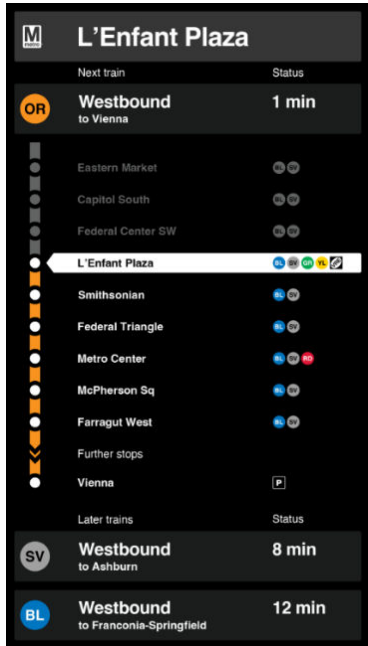 M
metro
L'Enfant Plaza
Next train Status
OR Westbound 1 min
to Vienna
Eastern Market BL SV
Capitol South BL SV
Federal Center SW BL SV
L'Enfant Plaza BL SV GR YL
Smithsonian BL SV
Federal Triangle BL SV
Metro Center BL SV RD
McPherson Sq BL SV
Farragut West BL SV
Further stops
Vienna P
Later trains Status
SV Westbound 8 min
to Ashburn
BL Westbound 12 min
to Franconia-Springfield